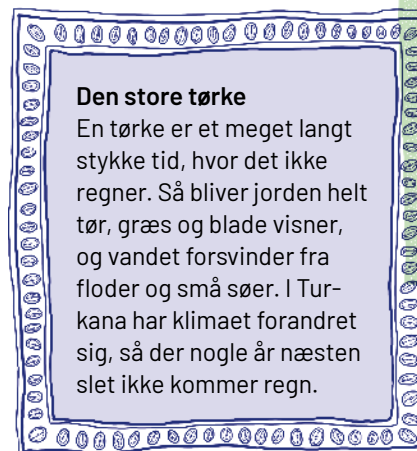 Den store tørke
En tørke er et meget langt
stykke tid, hvor det ikke
regner. Så bliver jorden helt
tør, græs og blade visner,
og vandet forsvinder fra
floder og små søer. I Tur-
kana har klimaet forandret
sig, så der nogle år næsten
slet ikke kommer regn.